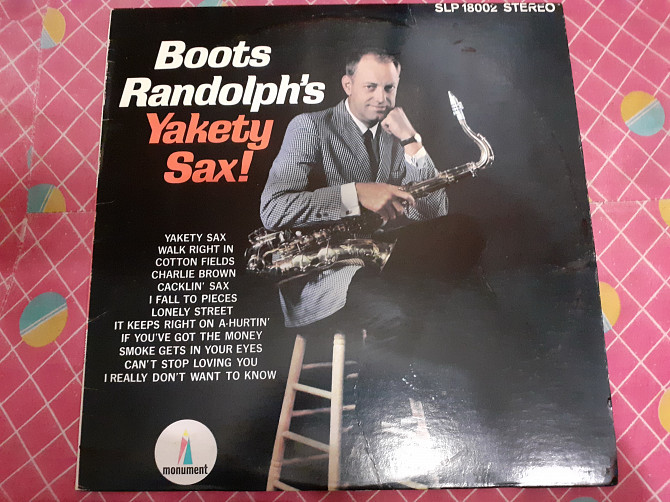 SLP 18002 STEREO
Boots
Randolph's
Yakety
Sax!
YAKETY SAX
WALK RIGHT IN
COTTON FIELDS
CHARLIE BROWN
CACKLIN' SAX
I FALL TO PIECES
LONELY STREET
IT KEEPS RIGHT ON A-HURTIN'
IF YOU'VE GOT THE MONEY
SMOKE GETS IN YOUR EYES
CAN'T STOP LOVING YOU
I REALLY DON'T WANT TO KNOW
monument